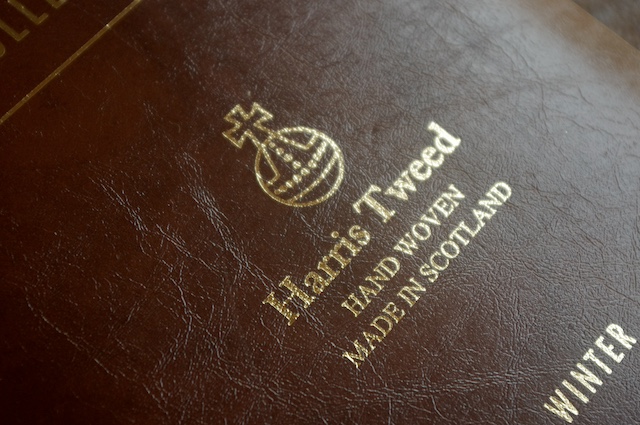 Harris Tweed
HAND WOVEN
MADE IN SCOTLAND
WINTER